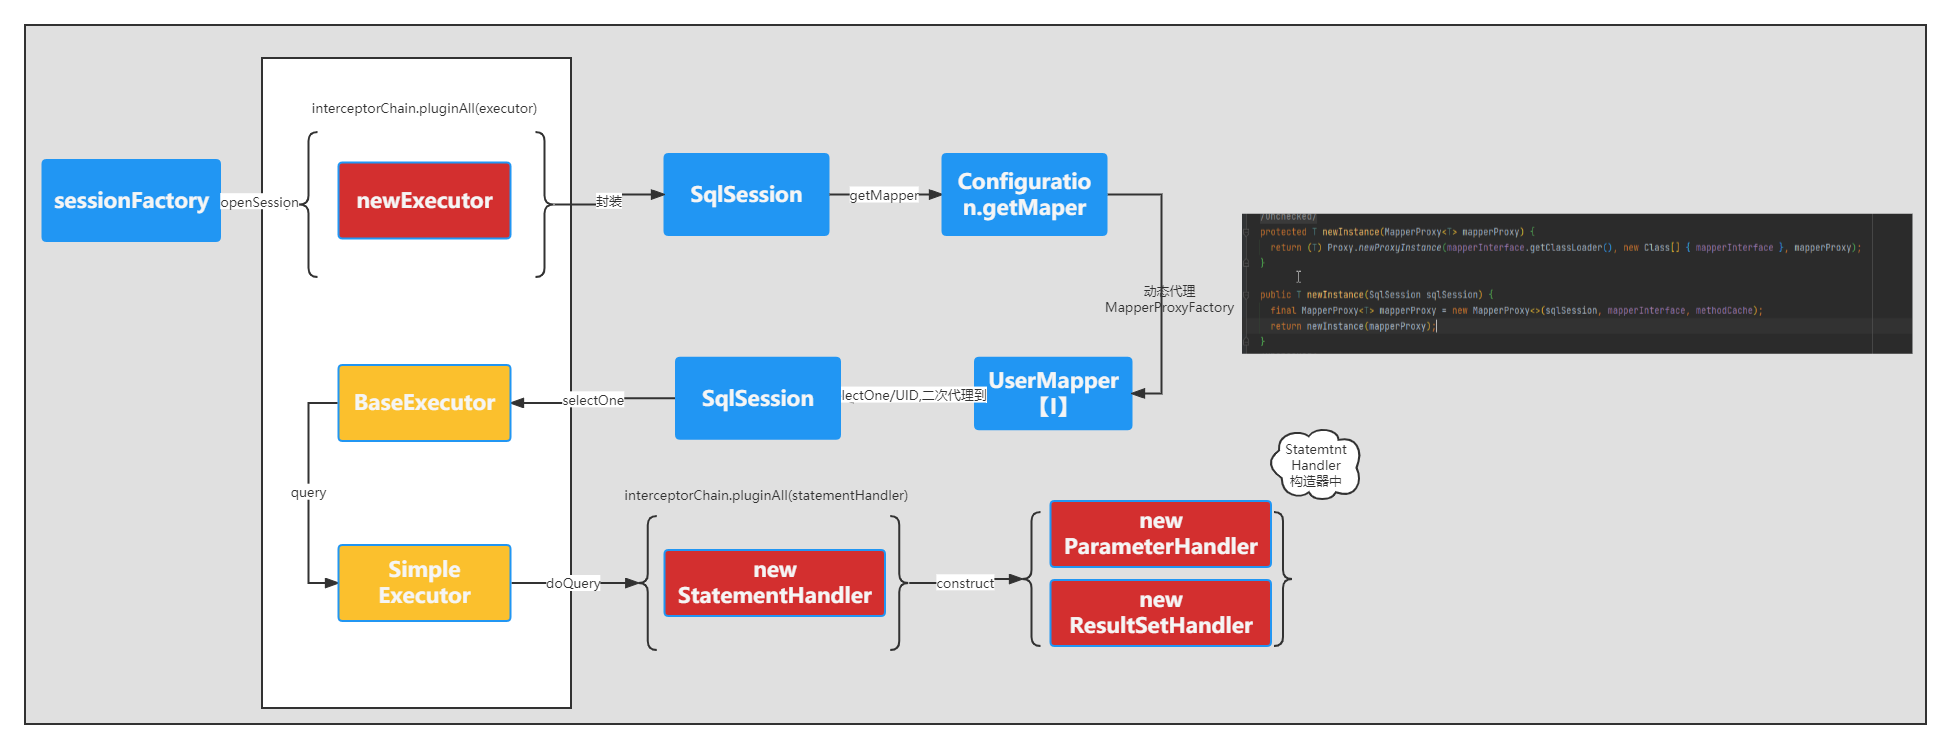 interceptorChain.pluginAll(executor)
sessionFactory
openSession
newExecutor
封装
SqlSession
getMapper
Configuratio
n.getMaper
动态代理
MapperProxyFactory
/unchecked/
protected T newInstance(MapperProxy<T> mapperProxy) {
return (T) Proxy.newProxyInstance(mapperInterface.getClassLoader(), new Class[] { mapperInterface }, mapperProxy);
}
public T newInstance(SqlSession sqlSession) {
final MapperProxy<T> mapperProxy = new MapperProxy<>(sqlSession, mapperInterface, methodCache);
return newInstance(mapperProxy);
}
BaseExecutor
selectOne
SqlSession
lectOne/UID,二次代理到
UserMapper
【I】
query
Simple
Executor
doQuery
interceptorChain.pluginAll(statementHandler)
new
StatementHandler
construct
new
ParameterHandler
new
ResultSetHandler
Statemtnt
Handler
构造器中